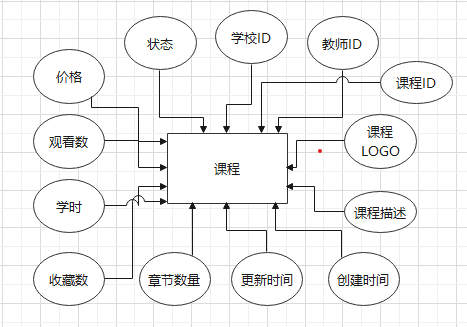 状态
学校ID
教师ID
价格
课程ID
观看数
课程
LOGO
课程
学时
课程描述
收藏数
章节数量
更新时间
创建时间